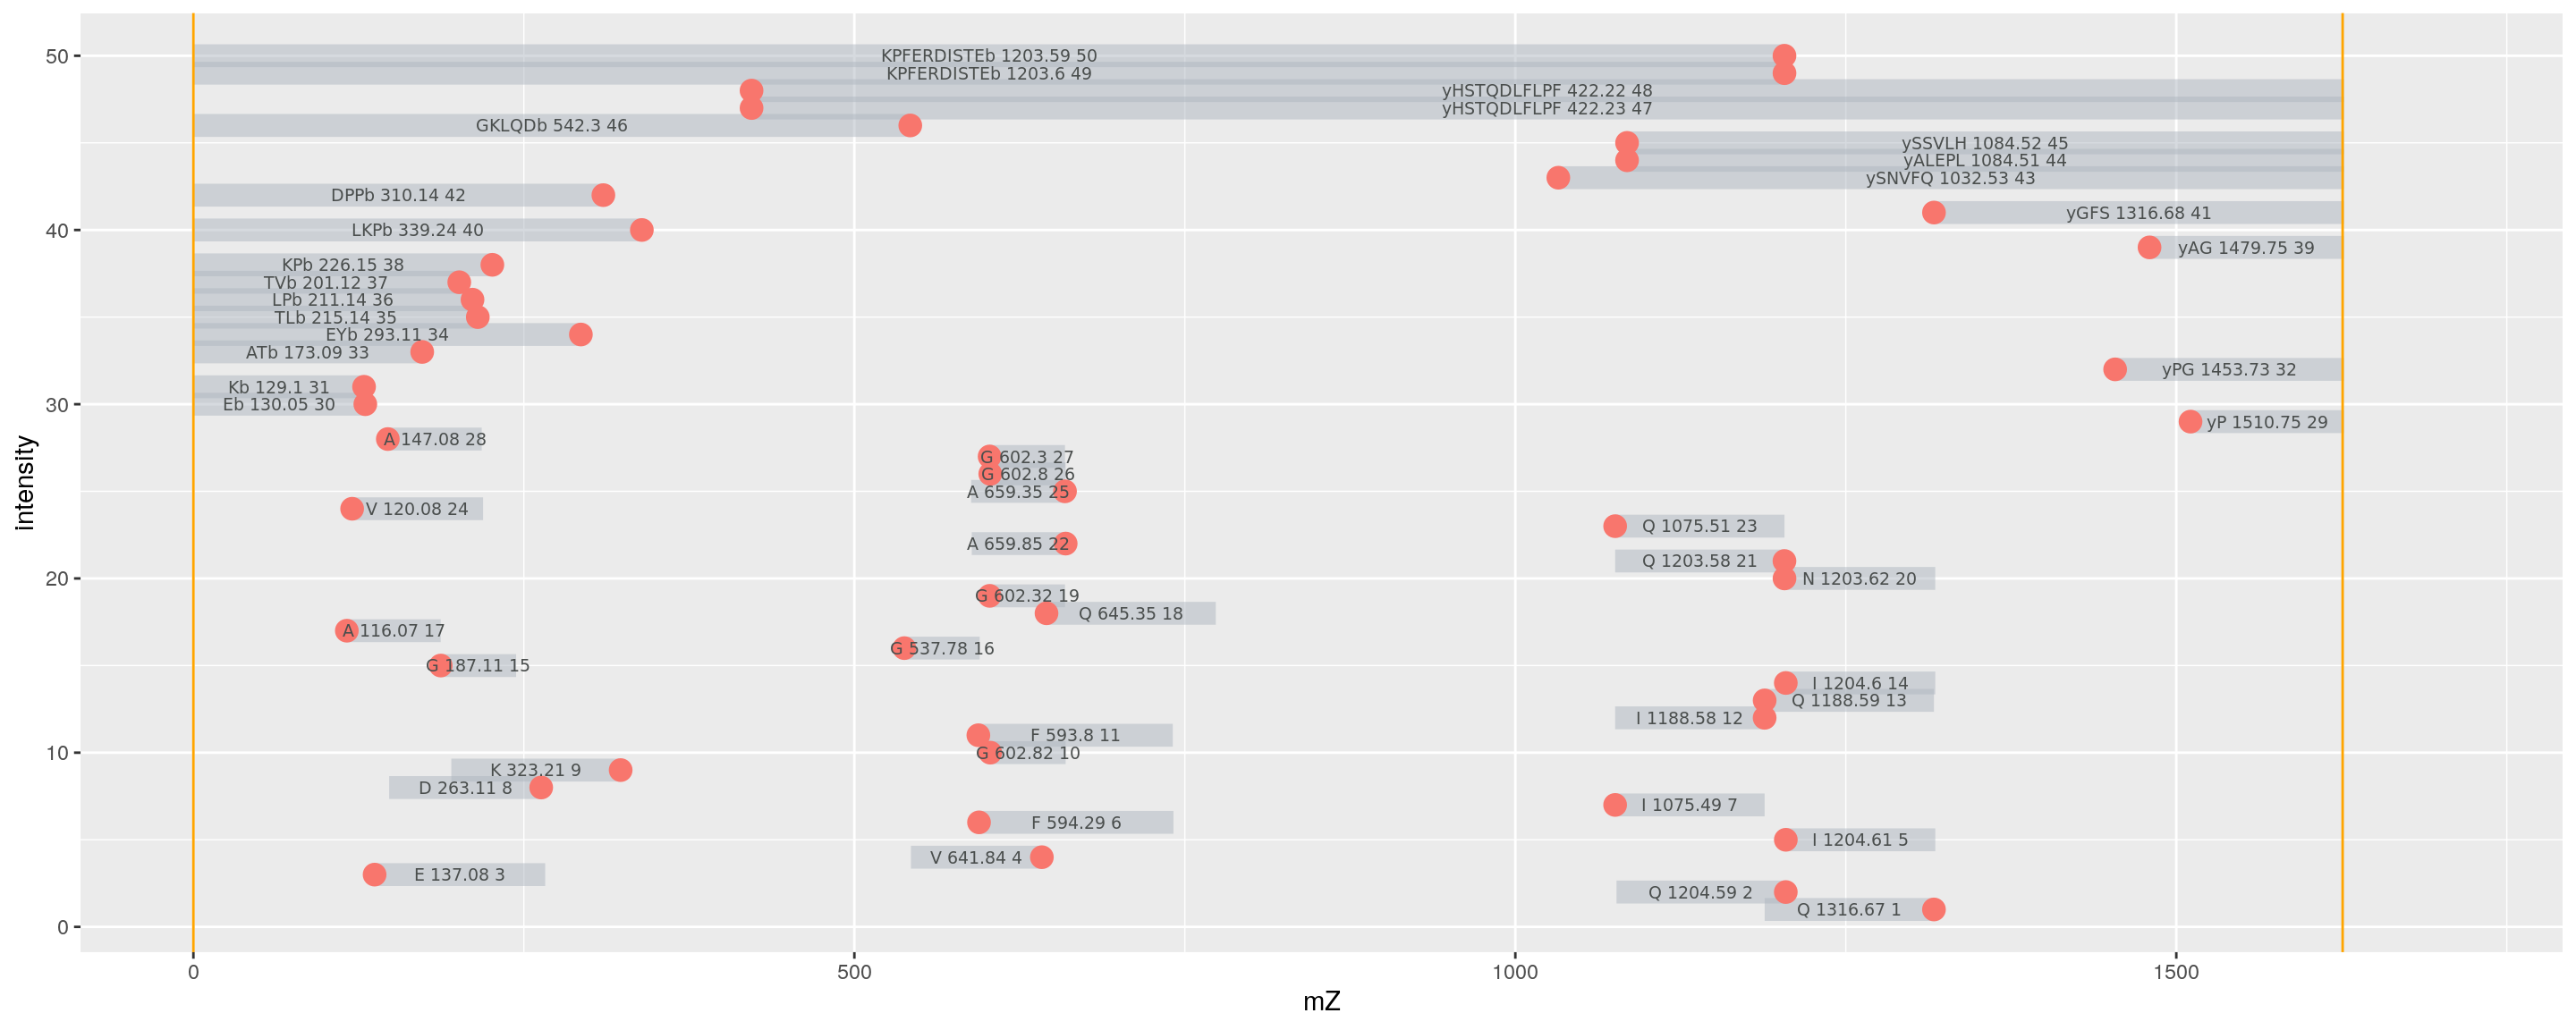 50
KPFERDISTEb 1203.59 50
KPFERDISTEb 1203.6 49
yHSTQDLFLPF 422.22 48
yHSTQDLFLPF 422.23 47
GKLQDb 542.3 46
ySSVLH 1084.52 45
yALEPL 1084.51 44
ySNVFQ 1032.53 43
DPPb 310.14 42
yGFS 1316.68 41
40
LKPb 339.24 40
yAG 1479.75 39
KPb 226.15 38
TVb 201.12 37
LPb 211.14 36
TLb 215.14 35
EYb 293.11 34
ATb 173.09 33
yPG 1453.73 32
Kb 129.1 31
30
Eb 130.05 30
yP 1510.75 29
A 147.08 28
G 602.3 27
G 602.8 26
A 659.35 25
V 120.08 24
Q 1075.51 23
A 659.85 22
Q 1203.58 21
20
N 1203.62 20
G 602.32 19
Q 645.35 18
A 116.07 17
G 537.78 16
G 187.11 15
I 1204.6 14
Q 1188.59 13
I 1188.58 12
F 593.8 11
10
G 602.82 10
K 323.21 9
D 263.11 8
I 1075.49 7
F 594.29 6
I 1204.61 5
V 641.84 4
E 137.08 3
Q 1204.59 2
Q 1316.67 1
0
intensity
0 500 1000 1500
mZ